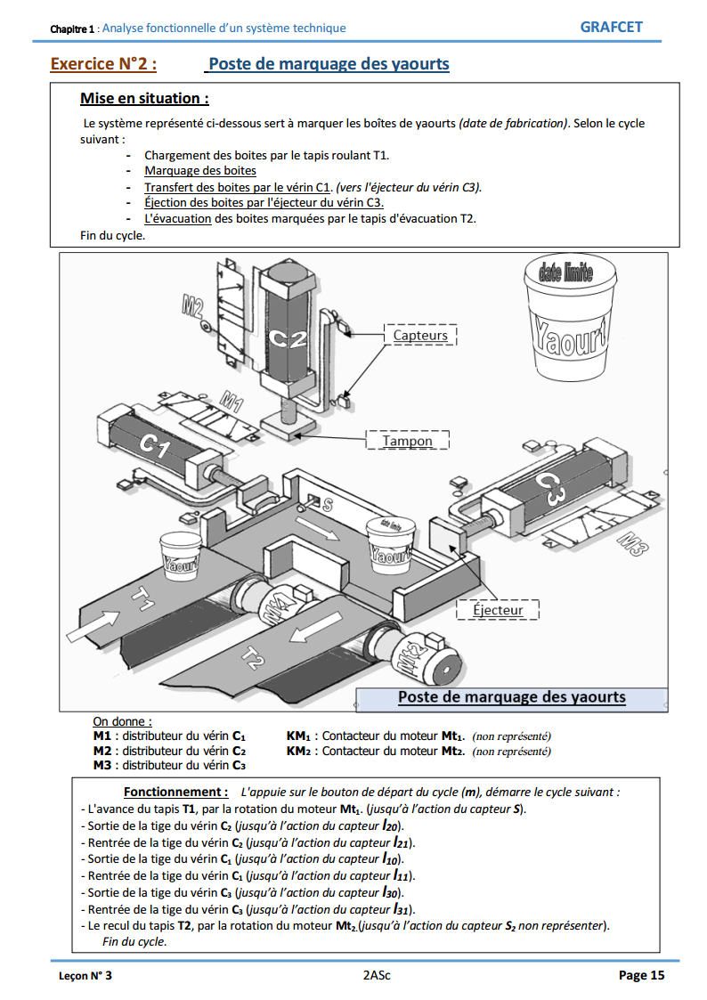 Chapitre 1 : Analyse fonctionnelle d'un système technique GRAFCET
Exercice N°2 : Poste de marquage des yaourts
Mise en situation :
Le système représenté ci-dessous sert à marquer les boîtes de yaourts (date de fabrication). Selon le cycle
suivant :
- Chargement des boites par le tapis roulant T1.
- Marquage des boites
- Transfert des boites par le vérin C1. (vers l'éjecteur du vérin C3).
- Éjection des boites par l'éjecteur du vérin C3.
- L'évacuation des boites marquées par le tapis d'évacuation T2.
Fin du cycle.
date limite
Yaourt
M2
C2
Capteurs
M1
Tampon
C1
C3
S
M3
date limite
Yaourt
Yaourt
Éjecteur
T1
Mt1
T2
Mt2
Poste de marquage des yaourts
On donne :
M1 : distributeur du vérin C1 KM1 : Contacteur du moteur Mt1. (non représenté)
M2 : distributeur du vérin C2 KM2 : Contacteur du moteur Mt2. (non représenté)
M3 : distributeur du vérin C3
Fonctionnement : L'appuie sur le bouton de départ du cycle (m), démarre le cycle suivant :
- L'avance du tapis T1, par la rotation du moteur Mt1. (jusqu'à l'action du capteur S).
- Sortie de la tige du vérin C2 (jusqu'à l'action du capteur l20).
- Rentrée de la tige du vérin C2 (jusqu'à l'action du capteur l21).
- Sortie de la tige du vérin C1 (jusqu'à l'action du capteur l10).
- Rentrée de la tige du vérin C1 (jusqu'à l'action du capteur l11).
- Sortie de la tige du vérin C3 (jusqu'à l'action du capteur l30).
- Rentrée de la tige du vérin C3 (jusqu'à l'action du capteur l31).
- Le recul du tapis T2, par la rotation du moteur Mt2.(jusqu'à l'action du capteur S2 non représenter).
Fin du cycle.
Leçon N° 3 2ASc Page 15